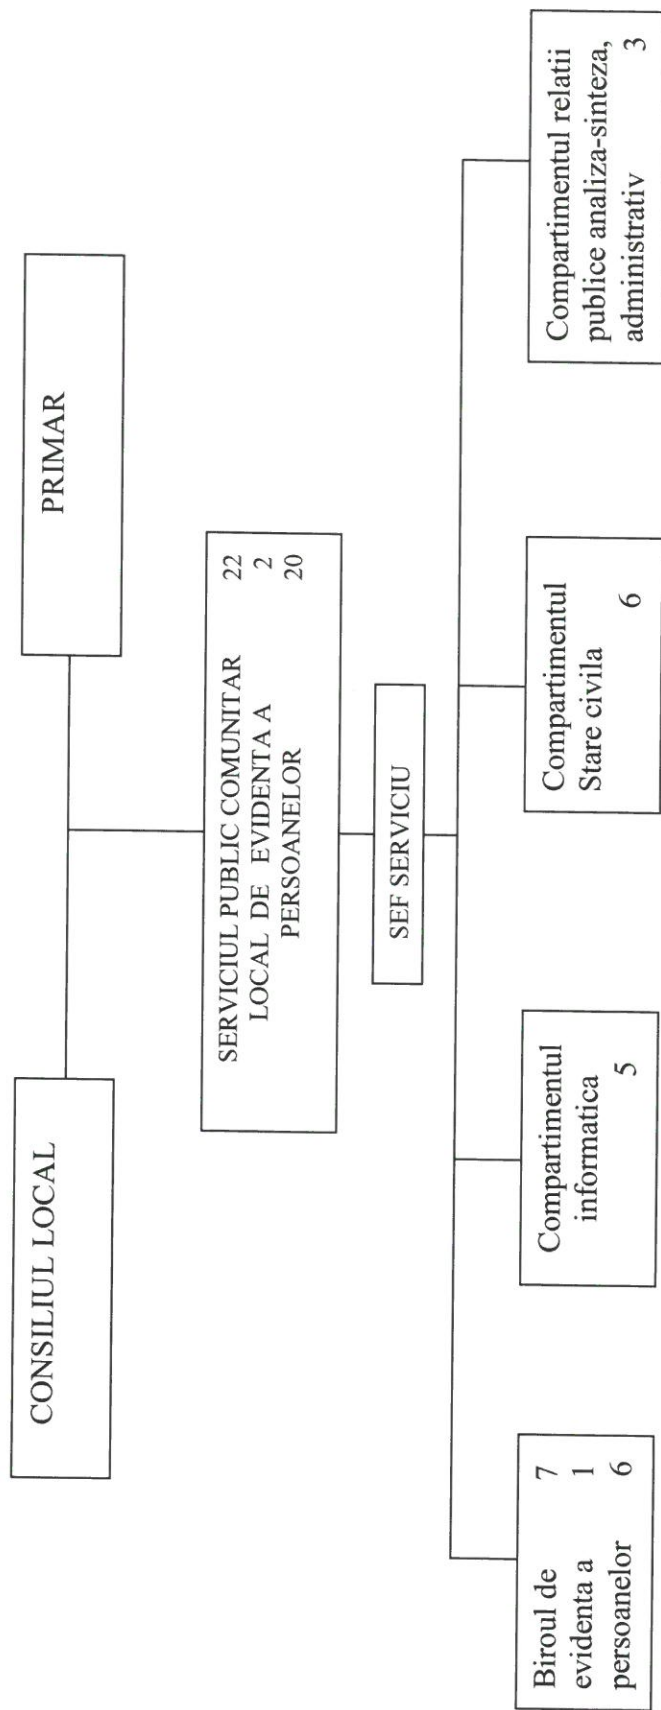 CONSILIUL LOCAL
PRIMAR
SERVICIUL PUBLIC COMUNITAR 22
LOCAL DE EVIDENTA A 2
PERSOANELOR 20
SEF SERVICIU
Biroul de 7
evidenta a 1
persoanelor 6
Compartimentul
informatica
5
Compartimentul
Stare civila
6
Compartimentul relatii
publice analiza-sinteza,
administrativ 3